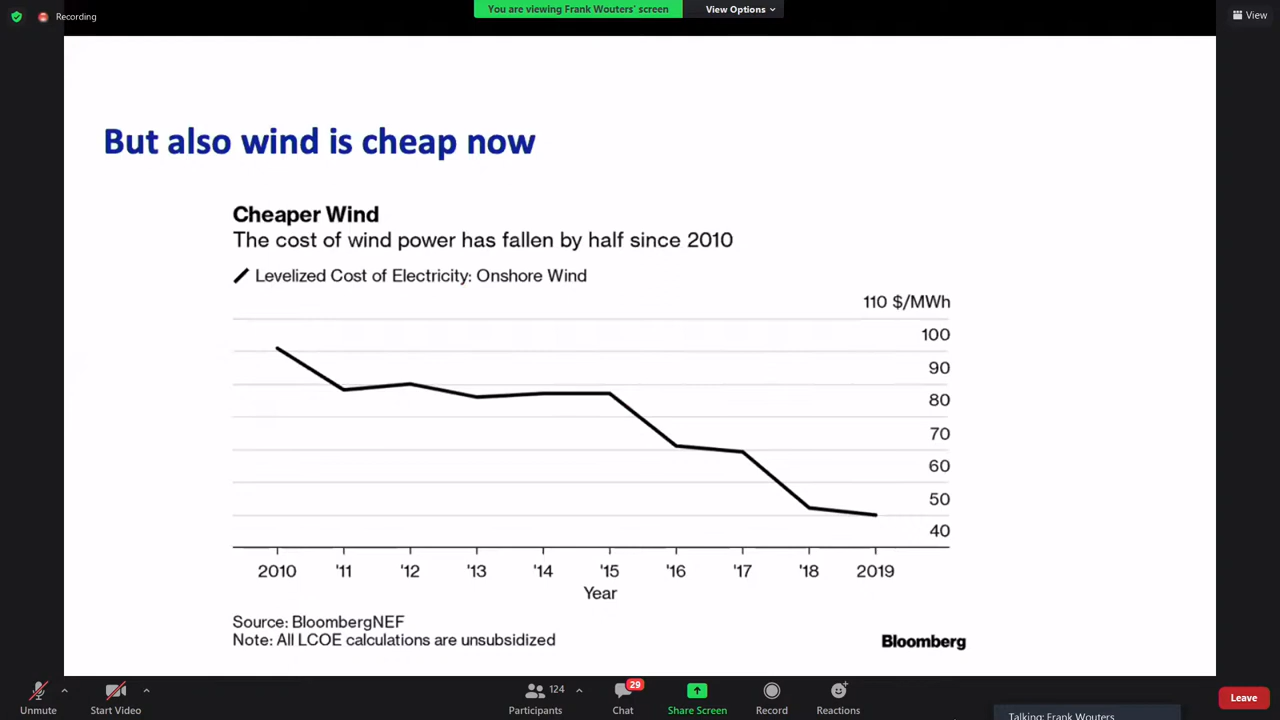 Recording
You are viewing Frank Wouters' screen
View Options
View
But also wind is cheap now
Cheaper Wind
The cost of wind power has fallen by half since 2010
Levelized Cost of Electricity: Onshore Wind
110 $/MWh
100
90
80
70
60
50
40
2010 '11 '12 '13 '14 '15 '16 '17 '18 2019
Year
Source: BloombergNEF
Note: All LCOE calculations are unsubsidized
Bloomberg
Unmute
Start Video
124
Participants
29
Chat
Share Screen
Record
Reactions
Leave
Talking: Frank Wouters